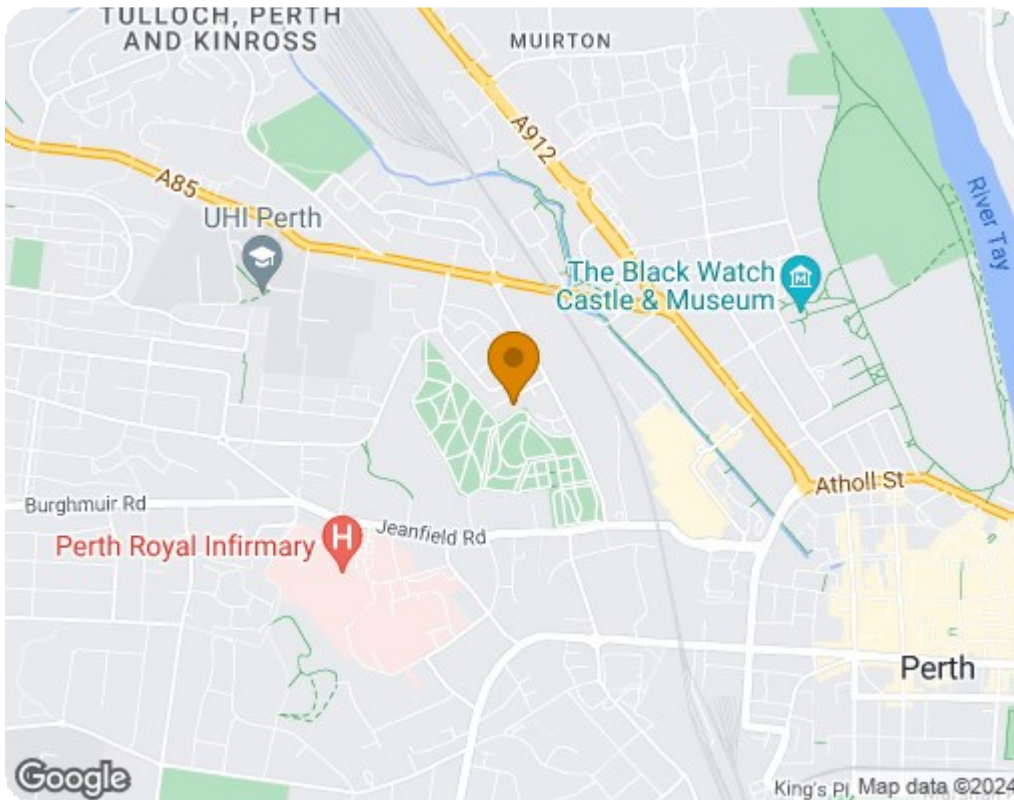 TULLOCH, PERTH
AND KINROSS
MUIRTON
A912
A85
UHI Perth
River Tay
The Black Watch
Castle & Museum
Atholl St
Burghmuir Rd
Jeanfield Rd
Perth Royal Infirmary
H
Perth
Google
King's Pl
Map data ©2024